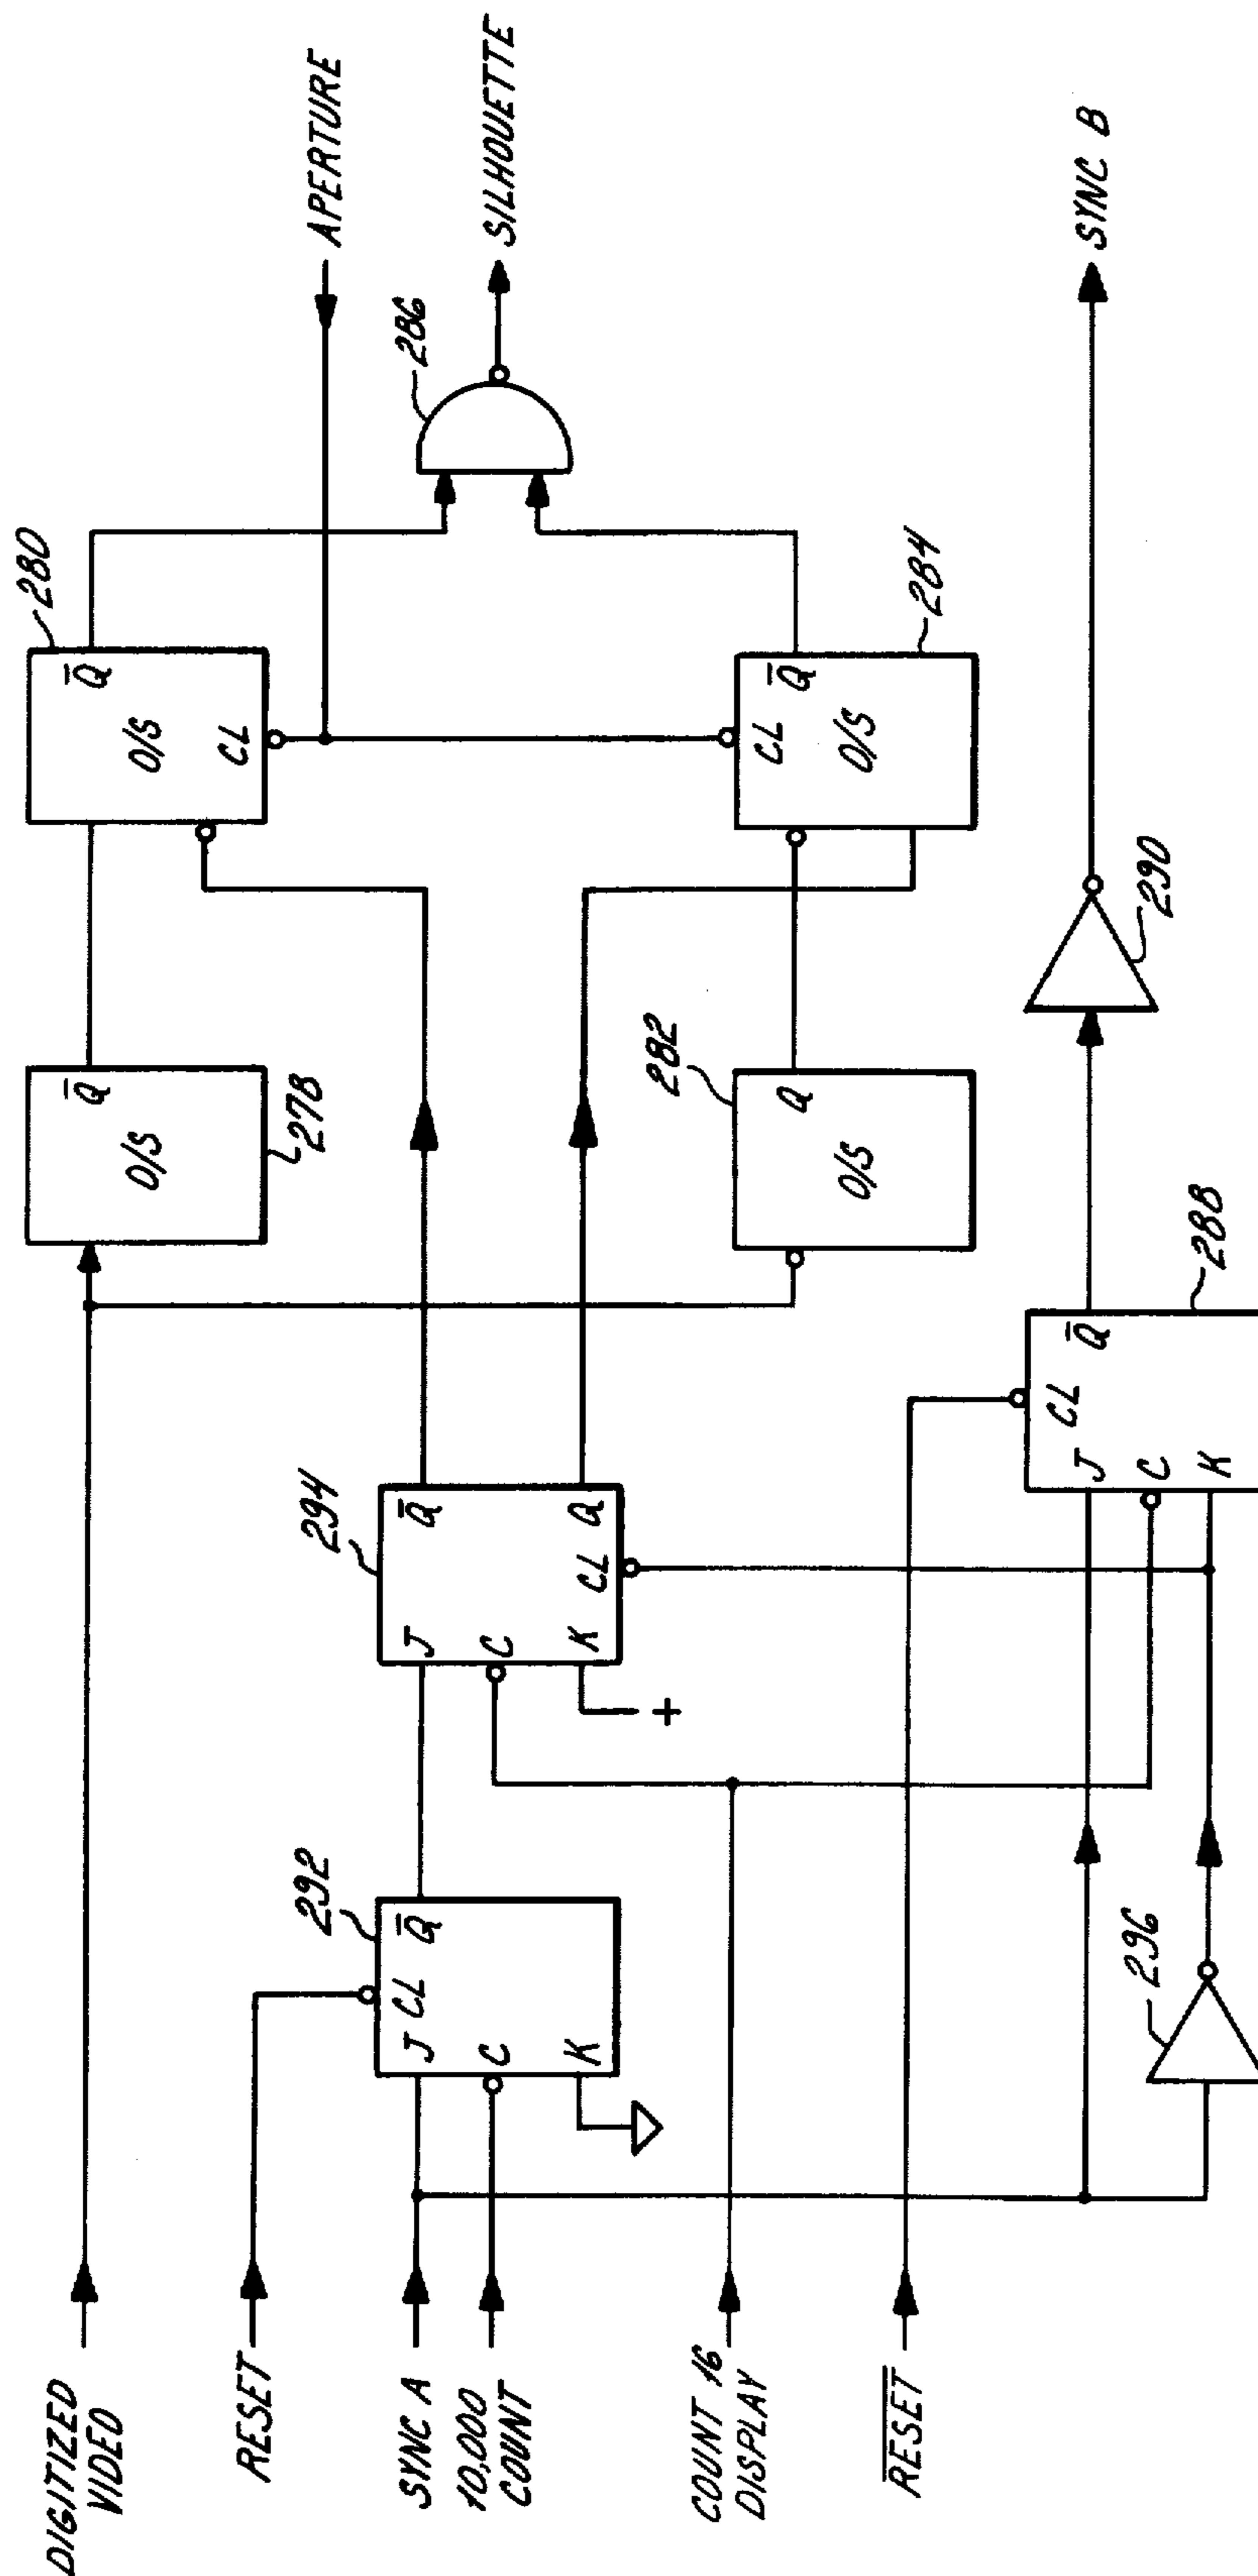 DIGITIZED
VIDEO
RESET
SYNC A
10,000
COUNT
COUNT 16
DISPLAY
R̅E̅S̅E̅T̅
O/S
Q̅
278
O/S
Q̅
CL
280
APERTURE
286
SILHOUETTE
292
J
CL
Q̅
C
K
294
J
Q̅
C
K
CL
Q
+
282
O/S
Q
284
CL
Q̅
O/S
296
288
J
CL
Q̅
C
K
290
SYNC B